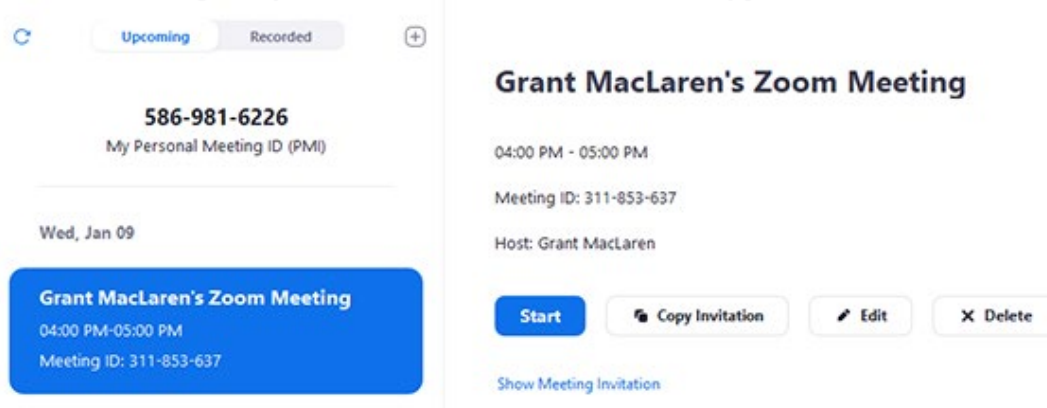 Upcoming
Recorded
586-981-6226
My Personal Meeting ID (PMI)
Wed, Jan 09
Grant MacLaren's Zoom Meeting
04:00 PM-05:00 PM
Meeting ID: 311-853-637
Grant MacLaren's Zoom Meeting
04:00 PM - 05:00 PM
Meeting ID: 311-853-637
Host: Grant MacLaren
Start
Copy Invitation
Edit
Delete
Show Meeting Invitation